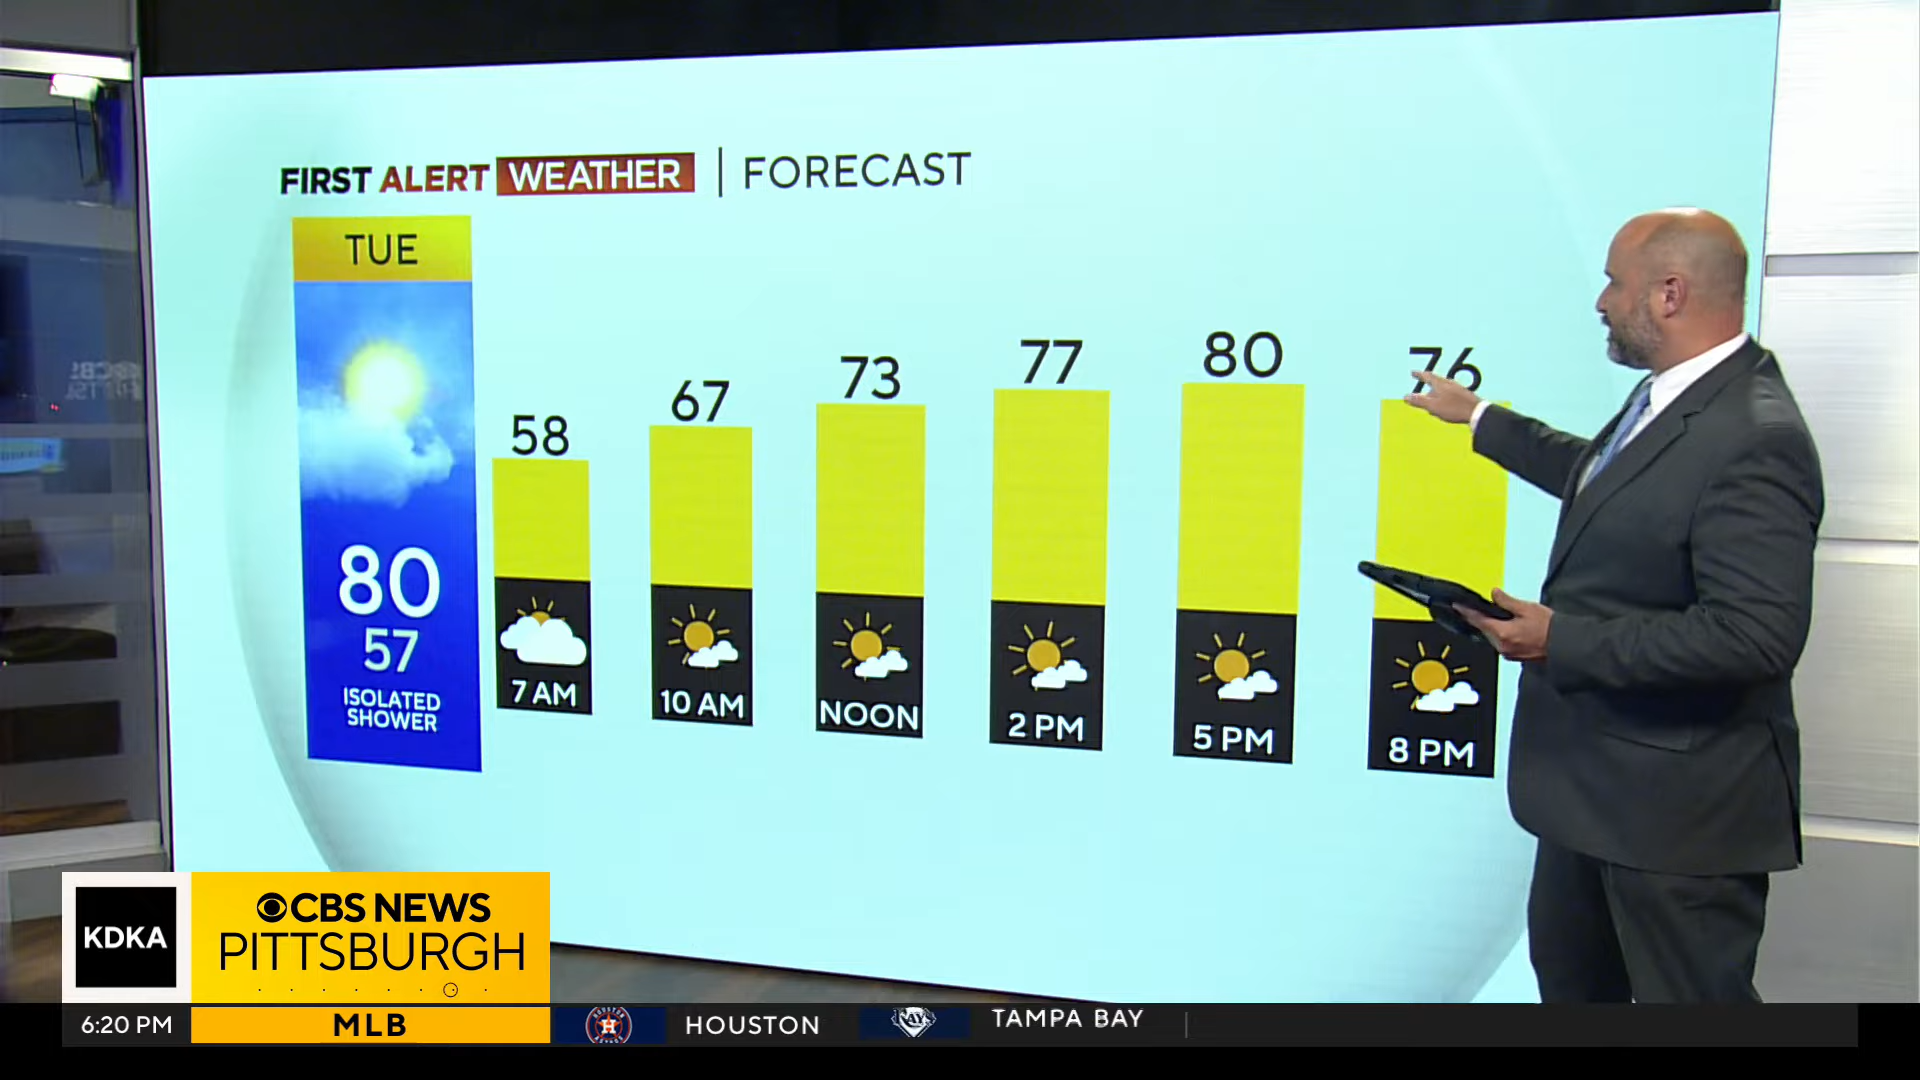 FIRST ALERT WEATHER | FORECAST
TUE
80
57
ISOLATED
SHOWER
58
67
73
77
80
76
7 AM
10 AM
NOON
2 PM
5 PM
8 PM
KDKA
CBS NEWS
PITTSBURGH
6:20 PM
MLB
HOUSTON
RAYS
TAMPA BAY